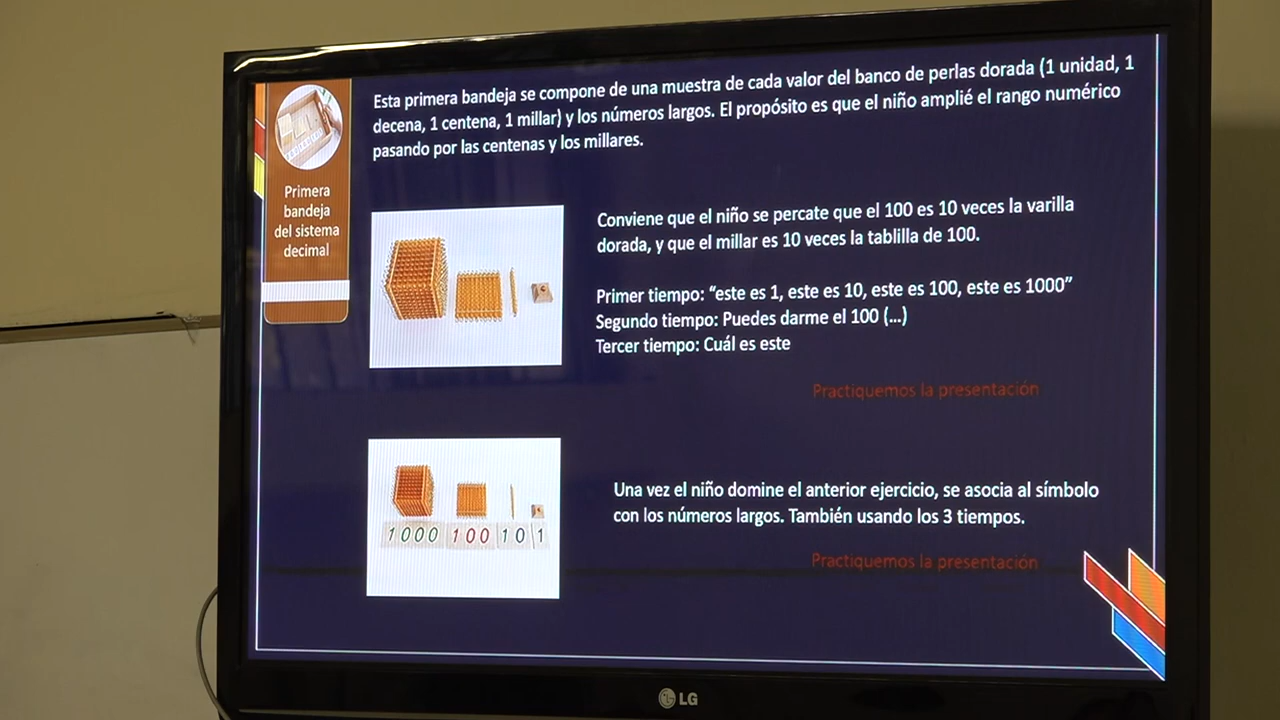 Esta primera bandeja se compone de una muestra de cada valor del banco de perlas dorada (1 unidad, 1
decena, 1 centena, 1 millar) y los números largos. El propósito es que el niño amplié el rango numérico
pasando por las centenas y los millares.
Primera
bandeja
del sistema
decimal
Conviene que el niño se percate que el 100 es 10 veces la varilla
dorada, y que el millar es 10 veces la tablilla de 100.
Primer tiempo: “este es 1, este es 10, este es 100, este es 1000”
Segundo tiempo: Puedes darme el 100 (...)
Tercer tiempo: Cuál es este
Practiquemos la presentación
1000 100 10 1
Una vez el niño domine el anterior ejercicio, se asocia al símbolo
con los números largos. También usando los 3 tiempos.
Practiquemos la presentación
LG